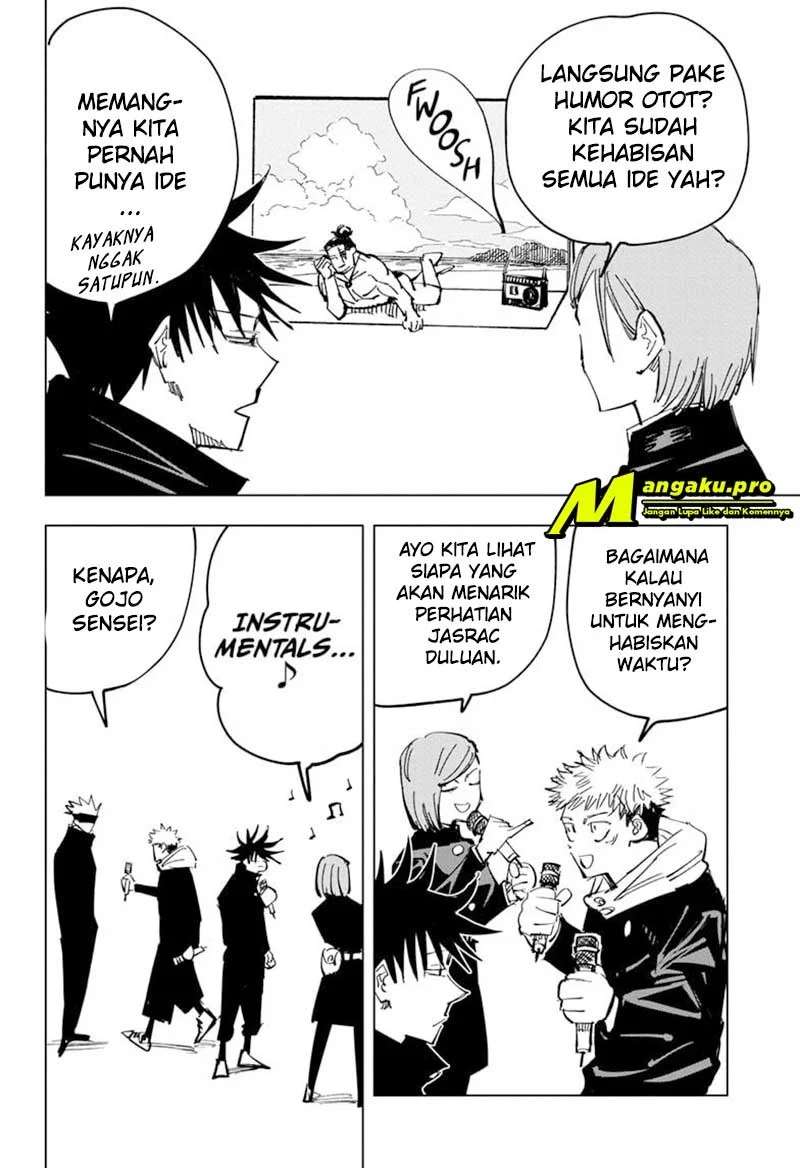 LANGSUNG PAKE
HUMOR OTOT?
KITA SUDAH
KEHABISAN
SEMUA IDE YAH?
FWOOSH
MEMANG-
NYA KITA
PERNAH
PUNYA IDE
...
KAYAKNYA
NGGAK
SATUPUN.
Mangaku.pro
Jangan Lupa Like dan Komennya
BAGAIMANA
KALAU
BERNYANYI
UNTUK MENG-
HABISKAN
WAKTU?
AYO KITA LIHAT
SIAPA YANG
AKAN MENARIK
PERHATIAN
JASRAC
DULUAN.
INSTRU-
MENTALS...
KENAPA,
GOJO
SENSEI?